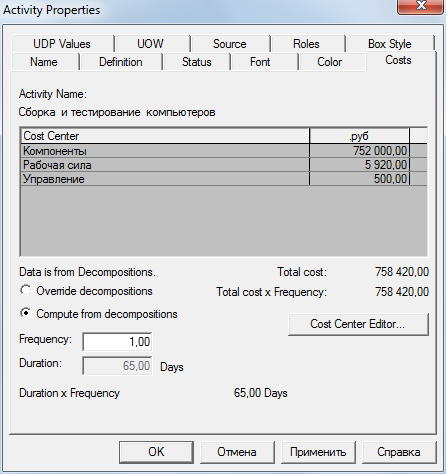 Activity Properties
UDP Values UOW Source Roles Box Style
Name Definition Status Font Color Costs
Activity Name:
Сборка и тестирование компьютеров
Cost Center .руб
Компоненты 752 000,00
Рабочая сила 5 920,00
Управление 500,00
Data is from Decompositions. Total cost: 758 420,00
Override decompositions Total cost x Frequency: 758 420,00
Compute from decompositions
Cost Center Editor...
Frequency: 1,00
Duration: 65,00 Days
Duration x Frequency 65,00 Days
OK Отмена Применить Справка